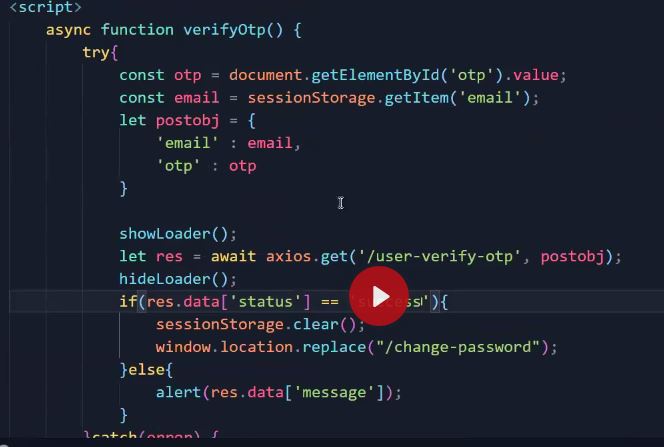 <script>
async function verifyOtp() {
try{
const otp = document.getElementById('otp').value;
const email = sessionStorage.getItem('email');
let postobj = {
'email' : email,
'otp' : otp
}
showLoader();
let res = await axios.get('/user-verify-otp', postobj);
hideLoader();
if(res.data['status'] == 'success'){
sessionStorage.clear();
window.location.replace("/change-password");
}else{
alert(res.data['message']);
}
}catch(error) {